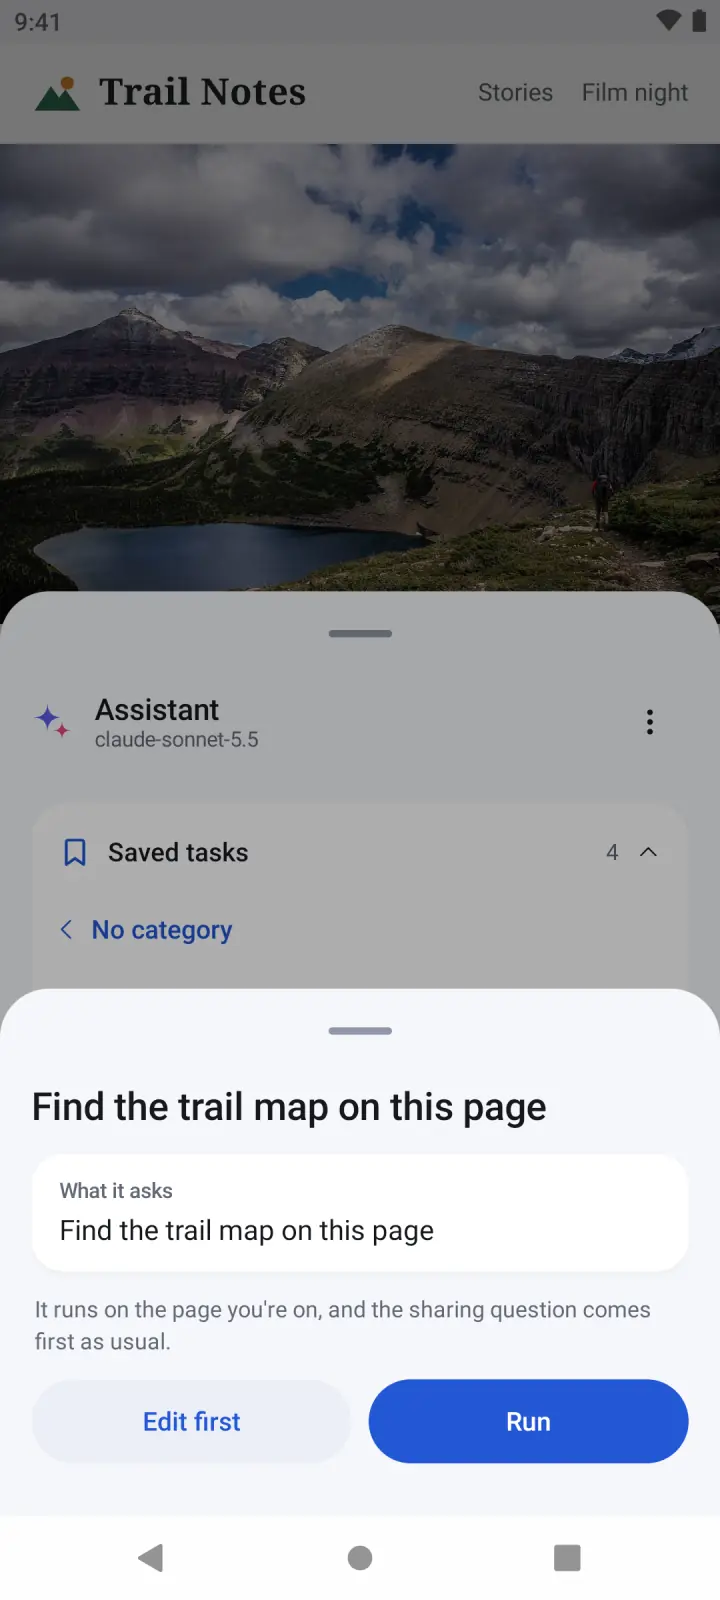 9:41
Trail Notes
Stories
Film night
Assistant
claude-sonnet-5.5
Saved tasks
4
No category
Find the trail map on this page
What it asks
Find the trail map on this page
It runs on the page you're on, and the sharing question comes
first as usual.
Edit first
Run